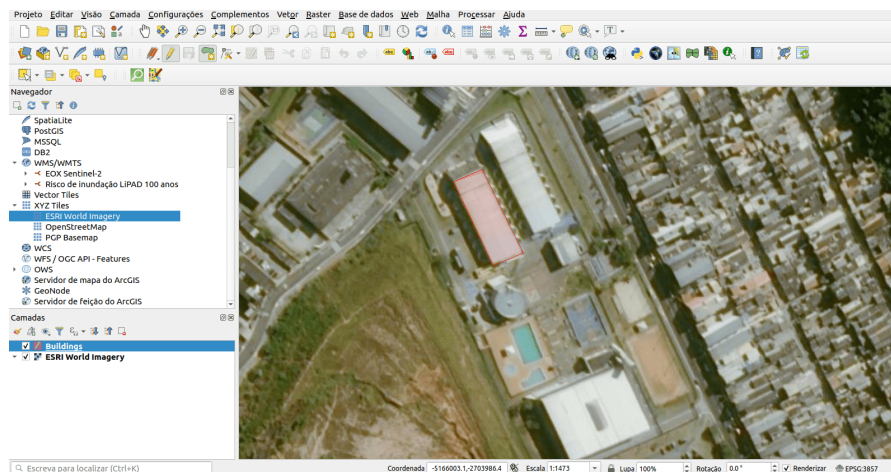 Projeto Editar Visão Camada Configurações Complementos Vetor Raster Base de dados Web Malha Processar Ajuda
Navegador
SpatiaLite
PostGIS
MSSQL
DB2
WMS/WMTS
EOX Sentinel-2
Risco de inundação LiPAD 100 anos
Vector Tiles
XYZ Tiles
ESRI World Imagery
OpenStreetMap
PGP Basemap
WCS
WFS / OGC API - Features
OWS
Servidor de mapa do ArcGIS
GeoNode
Servidor de feição do ArcGIS
Camadas
Buildings
ESRI World Imagery
Escreva para localizar (Ctrl+K) Coordenada -5166003.1,-2703986.4 Escala 1:1473 Lupa 100% Rotação 0.0 ° Renderizar EPSG:3857